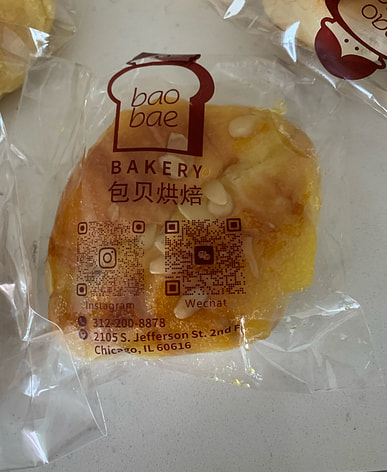 bao
bae
BAKERY
包贝烘焙
Instagram
Wechat
312-200-8878
2105 S. Jefferson St. 2nd F
Chicago, IL 60616